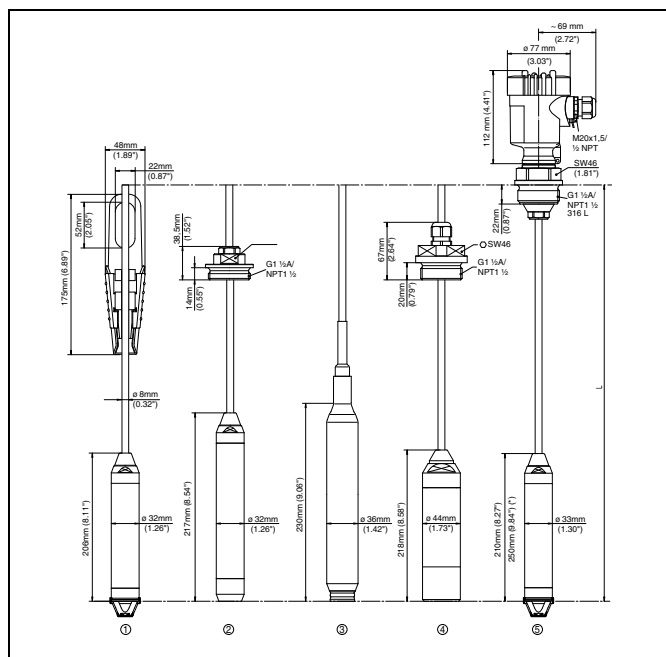 ~ 69 mm
(2.72")
ø 77 mm
(3.03")
112 mm (4.41")
M20x1,5/
½ NPT
SW46
(1.81")
G1 ½A/
NPT1 ½
316 L
22mm
(0.87")
48mm
(1.89")
22mm
(0.87")
52mm
(2.05")
175mm (6.89")
38,5mm
(1.52")
G1 ½A/
NPT1 ½
14mm
(0.55")
67mm
(2.64")
SW46
G1 ½A/
NPT1 ½
20mm
(0.79")
L
ø 8mm
(0.32")
206mm (8.11")
ø 32mm
(1.26")
217mm (8.54")
ø 32mm
(1.26")
230mm (9.06")
ø 36mm
(1.42")
218mm (8.58")
ø 44mm
(1.73")
210mm (8.27")
250mm (9.84") (*)
ø 33mm
(1.30")
① ② ③ ④ ⑤